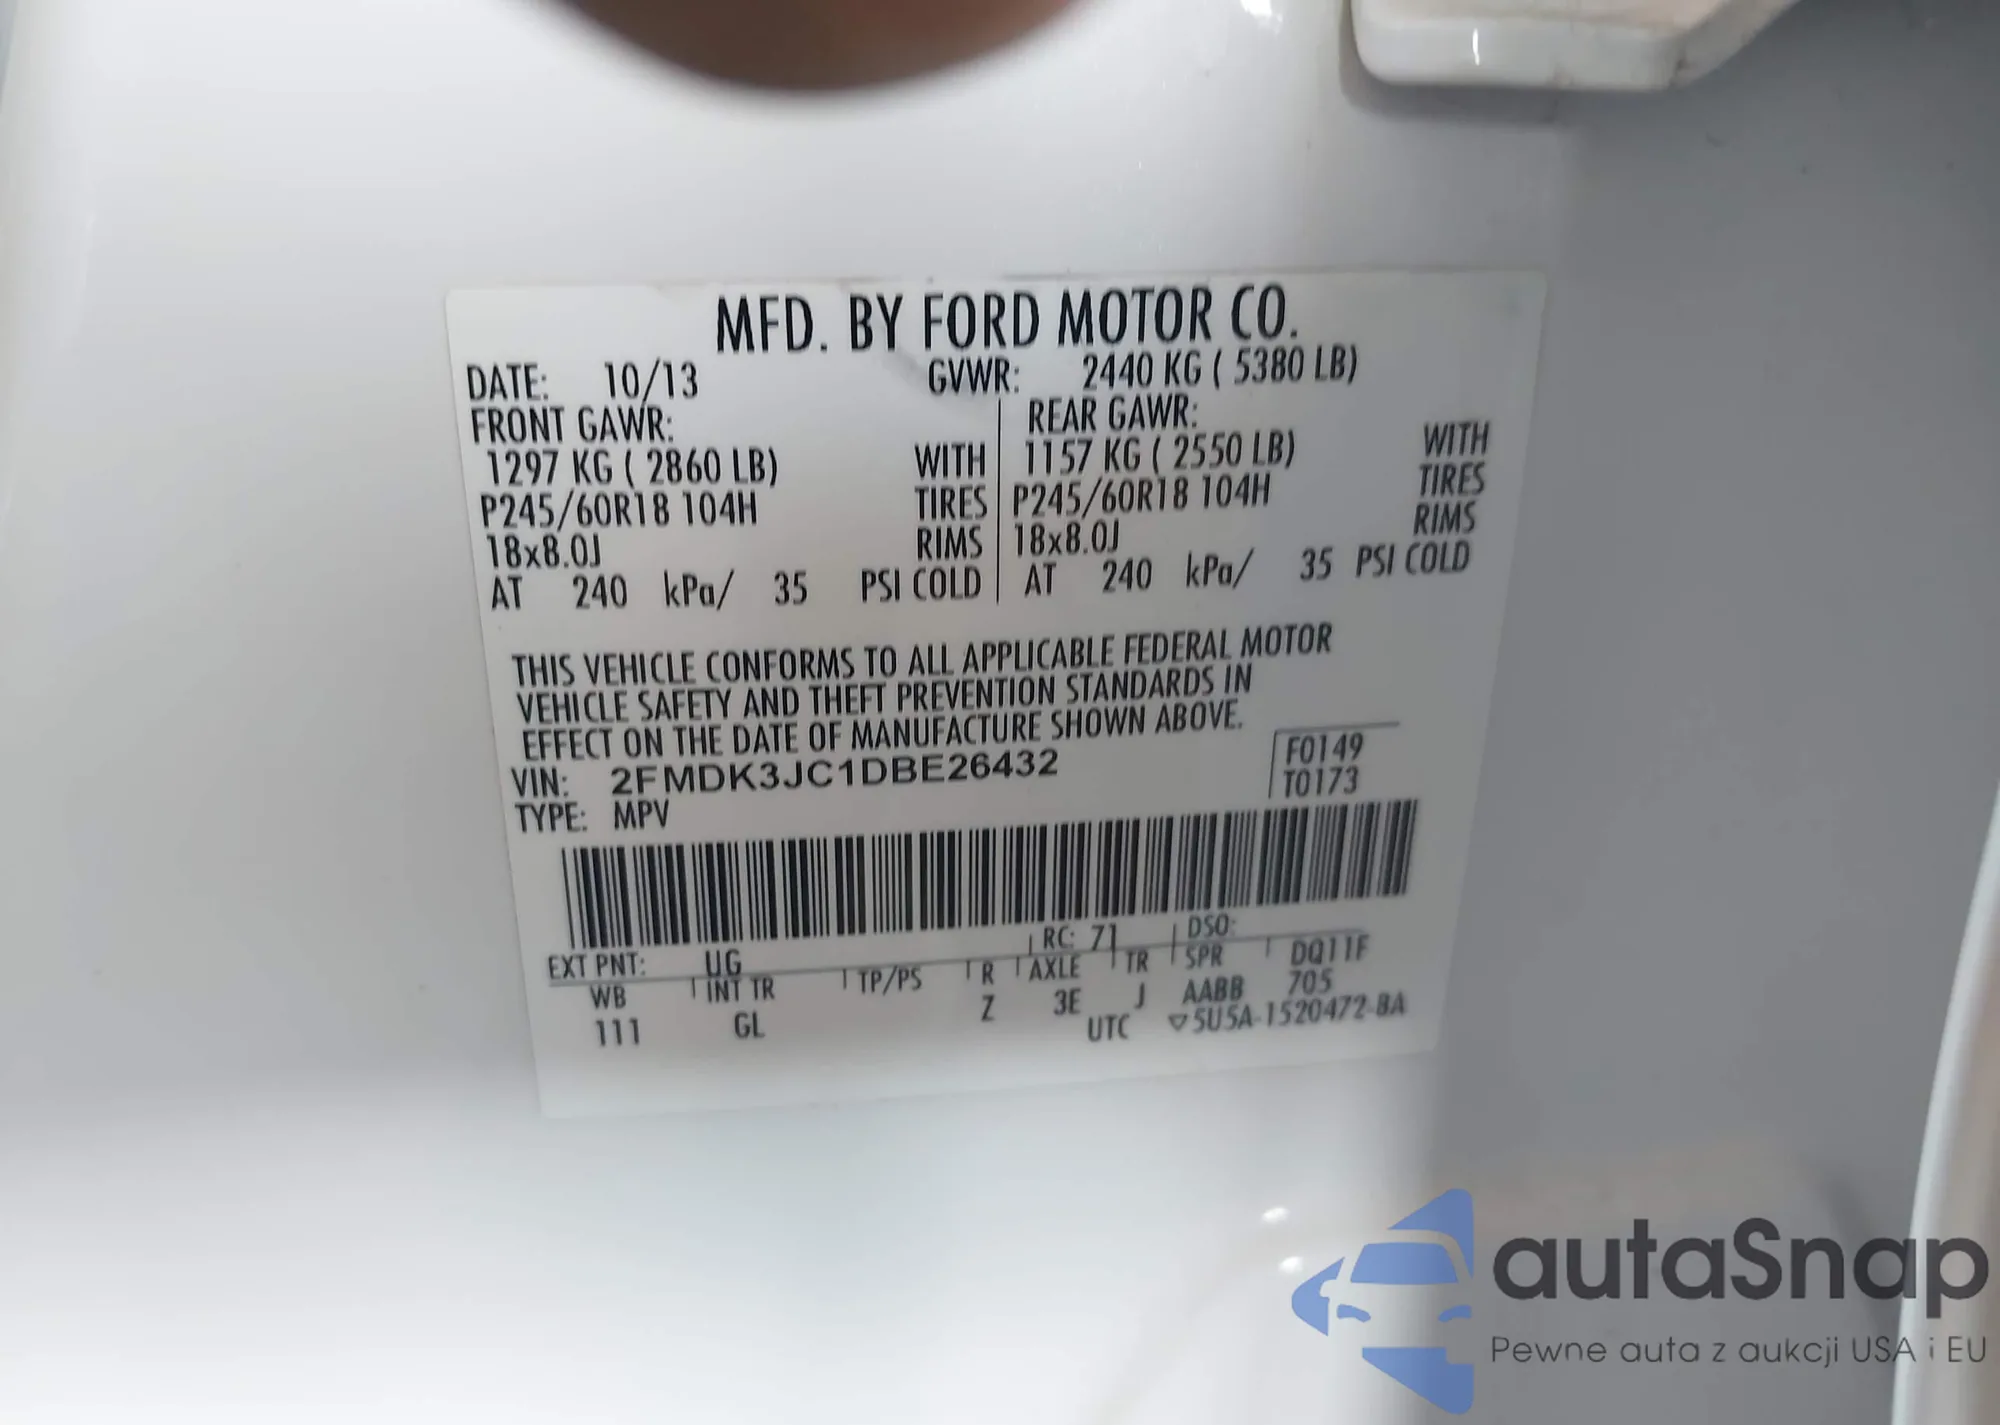 MFD. BY FORD MOTOR CO.
DATE: 10/13 GVWR: 2440 KG ( 5380 LB)
FRONT GAWR: REAR GAWR:
1297 KG ( 2860 LB) WITH 1157 KG ( 2550 LB) WITH
P245/60R18 104H TIRES P245/60R18 104H TIRES
18x8.0J RIMS 18x8.0J RIMS
AT 240 kPa/ 35 PSI COLD AT 240 kPa/ 35 PSI COLD
THIS VEHICLE CONFORMS TO ALL APPLICABLE FEDERAL MOTOR
VEHICLE SAFETY AND THEFT PREVENTION STANDARDS IN
EFFECT ON THE DATE OF MANUFACTURE SHOWN ABOVE.
VIN: 2FMDK3JC1DBE26432 F0149
TYPE: MPV T0173
EXT PNT: UG RC: 71 DSO:
WB INT TR TP/PS R AXLE TR SPR DQ11F
111 GL Z 3E J AABB 705
UTC ▽5U5A-1520472-BA
autaSnap
Pewne auta z aukcji USA i EU